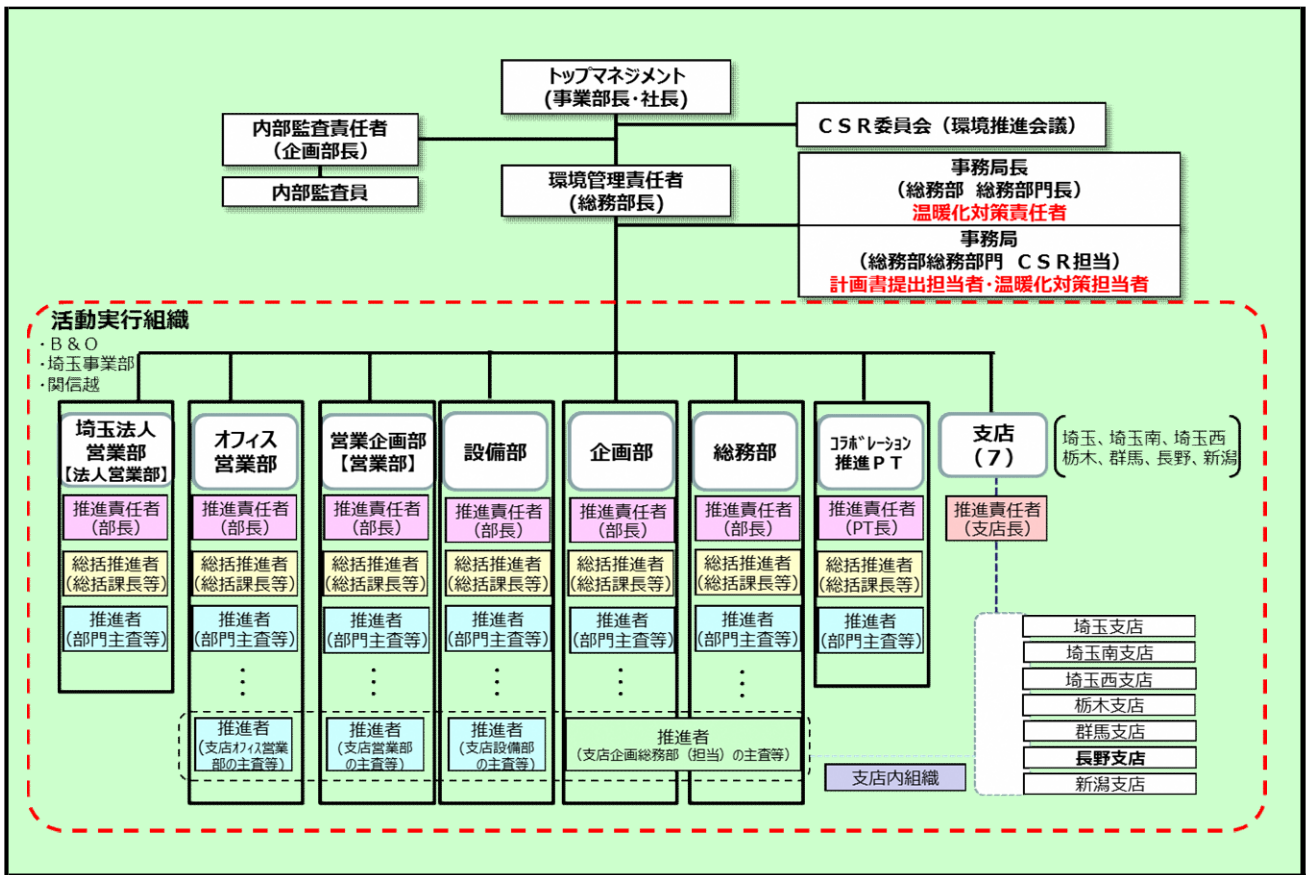 トップマネジメント
(事業部長・社長)
内部監査責任者
(企画部長)
CSR委員会（環境推進会議）
内部監査員
環境管理責任者
(総務部長)
事務局長
(総務部 総務部門長)
温暖化対策責任者
事務局
(総務部総務部門 CSR担当)
計画書提出担当者・温暖化対策担当者
活動実行組織
・B＆O
・埼玉事業部
・関信越
埼玉法人
営業部
【法人営業部】
推進責任者
(部長)
総括推進者
(総括課長等)
推進者
(部門主査等)
オフィス
営業部
推進責任者
(部長)
総括推進者
(総括課長等)
推進者
(部門主査等)
⋮
推進者
(支店ｵﾌｨｽ営業
部の主査等)
営業企画部
【営業部】
推進責任者
(部長)
総括推進者
(総括課長等)
推進者
(部門主査等)
⋮
推進者
(支店営業部
の主査等)
設備部
推進責任者
(部長)
総括推進者
(総括課長等)
推進者
(部門主査等)
⋮
推進者
(支店設備部
の主査等)
企画部
推進責任者
(部長)
総括推進者
(総括課長等)
推進者
(部門主査等)
⋮
総務部
推進責任者
(部長)
総括推進者
(総括課長等)
推進者
(部門主査等)
⋮
推進者
(支店企画総務部（担当）の主査等)
ｺﾗﾎﾞﾚｰｼｮﾝ
推進PT
推進責任者
(PT長)
総括推進者
(総括課長等)
推進者
(部門主査等)
支店
(7)
埼玉、埼玉南、埼玉西
栃木、群馬、長野、新潟
推進責任者
(支店長)
埼玉支店
埼玉南支店
埼玉西支店
栃木支店
群馬支店
長野支店
新潟支店
支店内組織